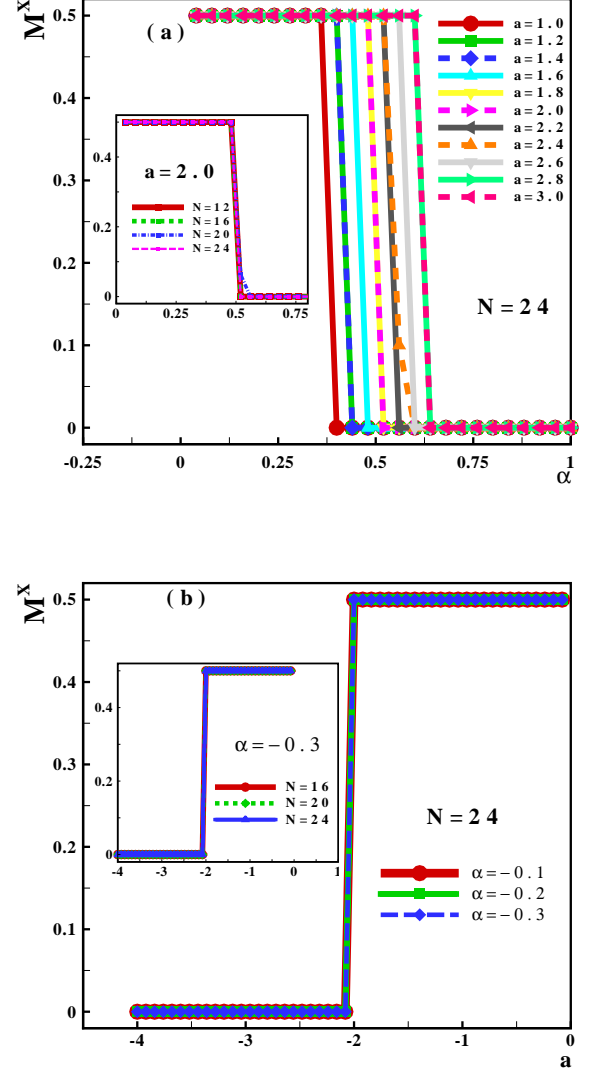 M^x
(a)
0.5
0.4
0.3
0.2
0.1
0
a=1.0
a=1.2
a=1.4
a=1.6
a=1.8
a=2.0
a=2.2
a=2.4
a=2.6
a=2.8
a=3.0
0.4
0.2
0
a=2.0
N=12
N=16
N=20
N=24
0 0.25 0.5 0.75
N=24
-0.25 0 0.25 0.5 0.75 1
α
M^x
(b)
0.5
0.4
0.3
0.2
0.1
0
0.4
0.2
0
α=-0.3
N=16
N=20
N=24
-4 -3 -2 -1 0 1
N=24
α=-0.1
α=-0.2
α=-0.3
-4 -3 -2 -1 0
a